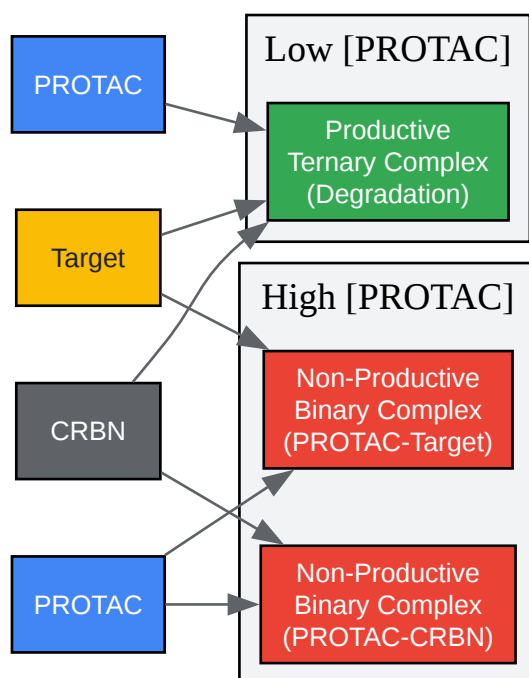 PROTAC
Target
CRBN
PROTAC
Low [PROTAC]
Productive
Ternary Complex
(Degradation)
High [PROTAC]
Non-Productive
Binary Complex
(PROTAC-Target)
Non-Productive
Binary Complex
(PROTAC-CRBN)